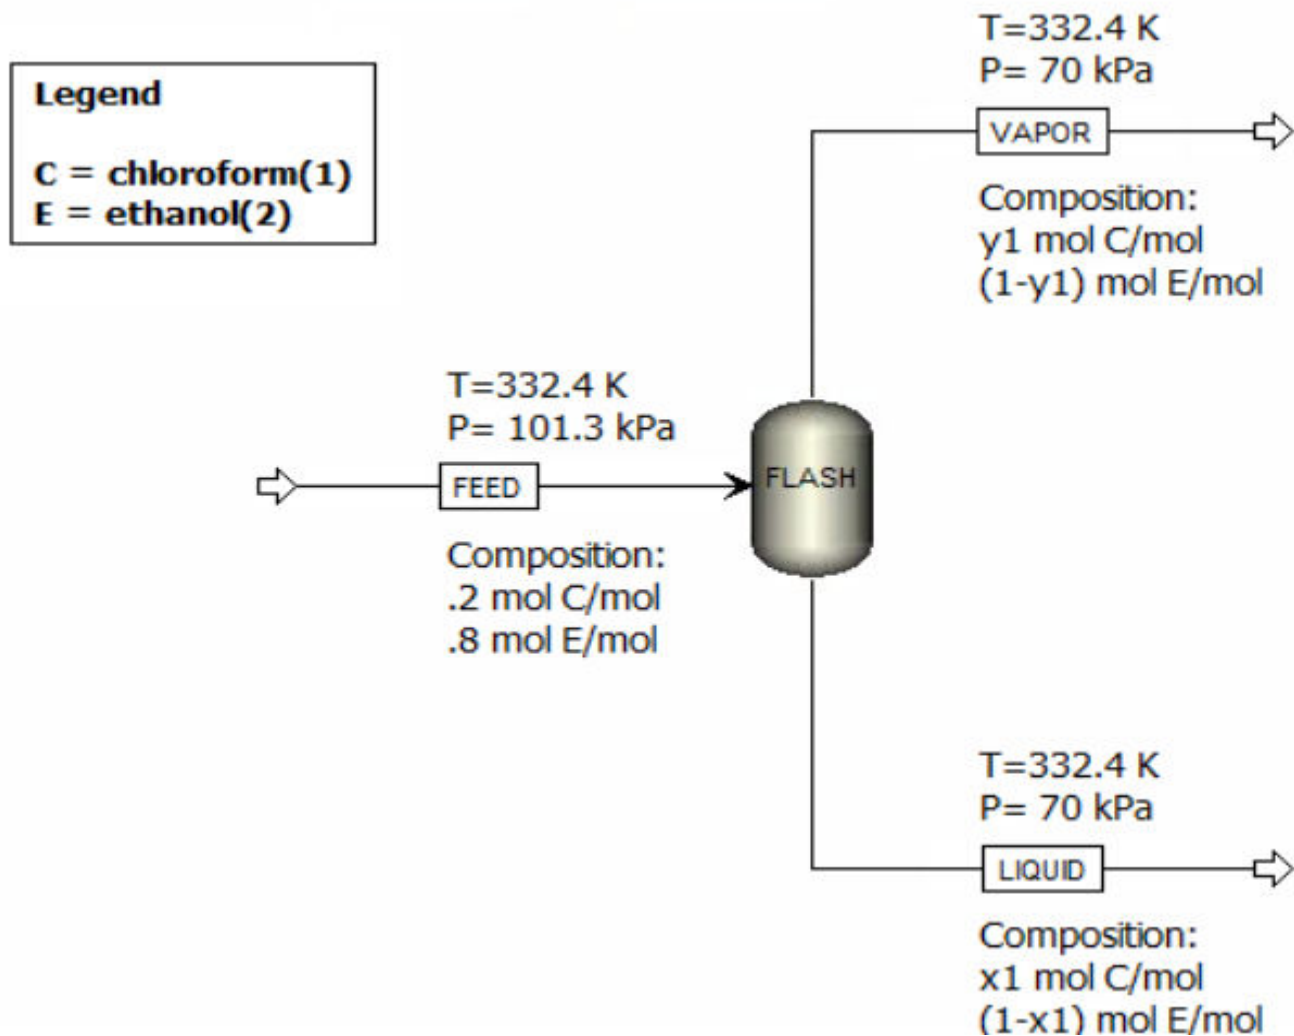 Legend
C = chloroform(1)
E = ethanol(2)
T=332.4 K
P= 101.3 kPa
FEED
Composition:
.2 mol C/mol
.8 mol E/mol
FLASH
T=332.4 K
P= 70 kPa
VAPOR
Composition:
y1 mol C/mol
(1-y1) mol E/mol
T=332.4 K
P= 70 kPa
LIQUID
Composition:
x1 mol C/mol
(1-x1) mol E/mol